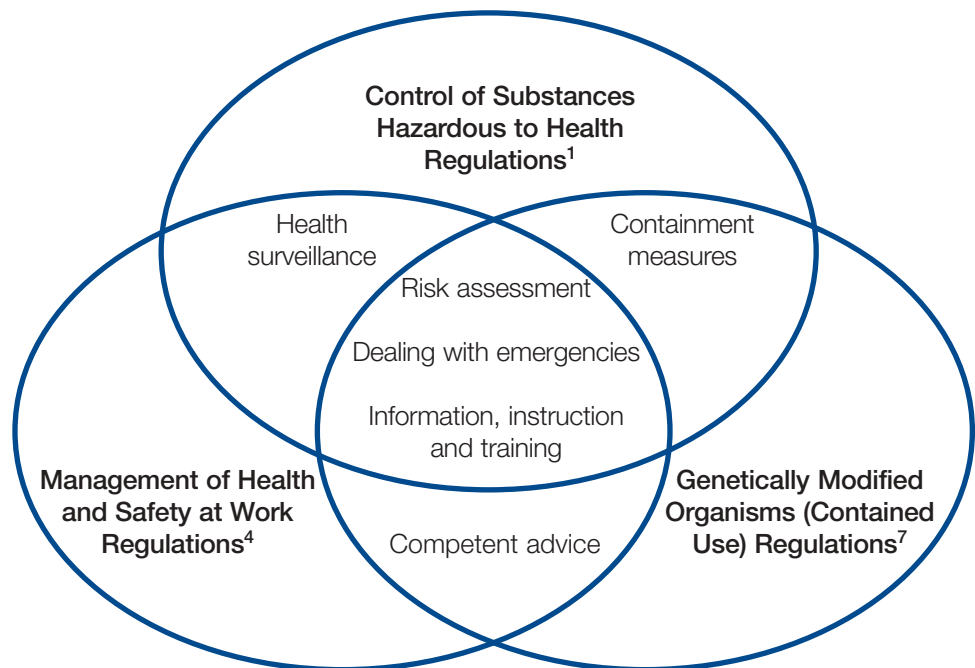 Control of Substances
Hazardous to Health
Regulations¹
Health
surveillance
Containment
measures
Risk assessment
Dealing with emergencies
Information, instruction
and training
Management of Health
and Safety at Work
Regulations⁴
Genetically Modified
Organisms (Contained
Use) Regulations⁷
Competent advice